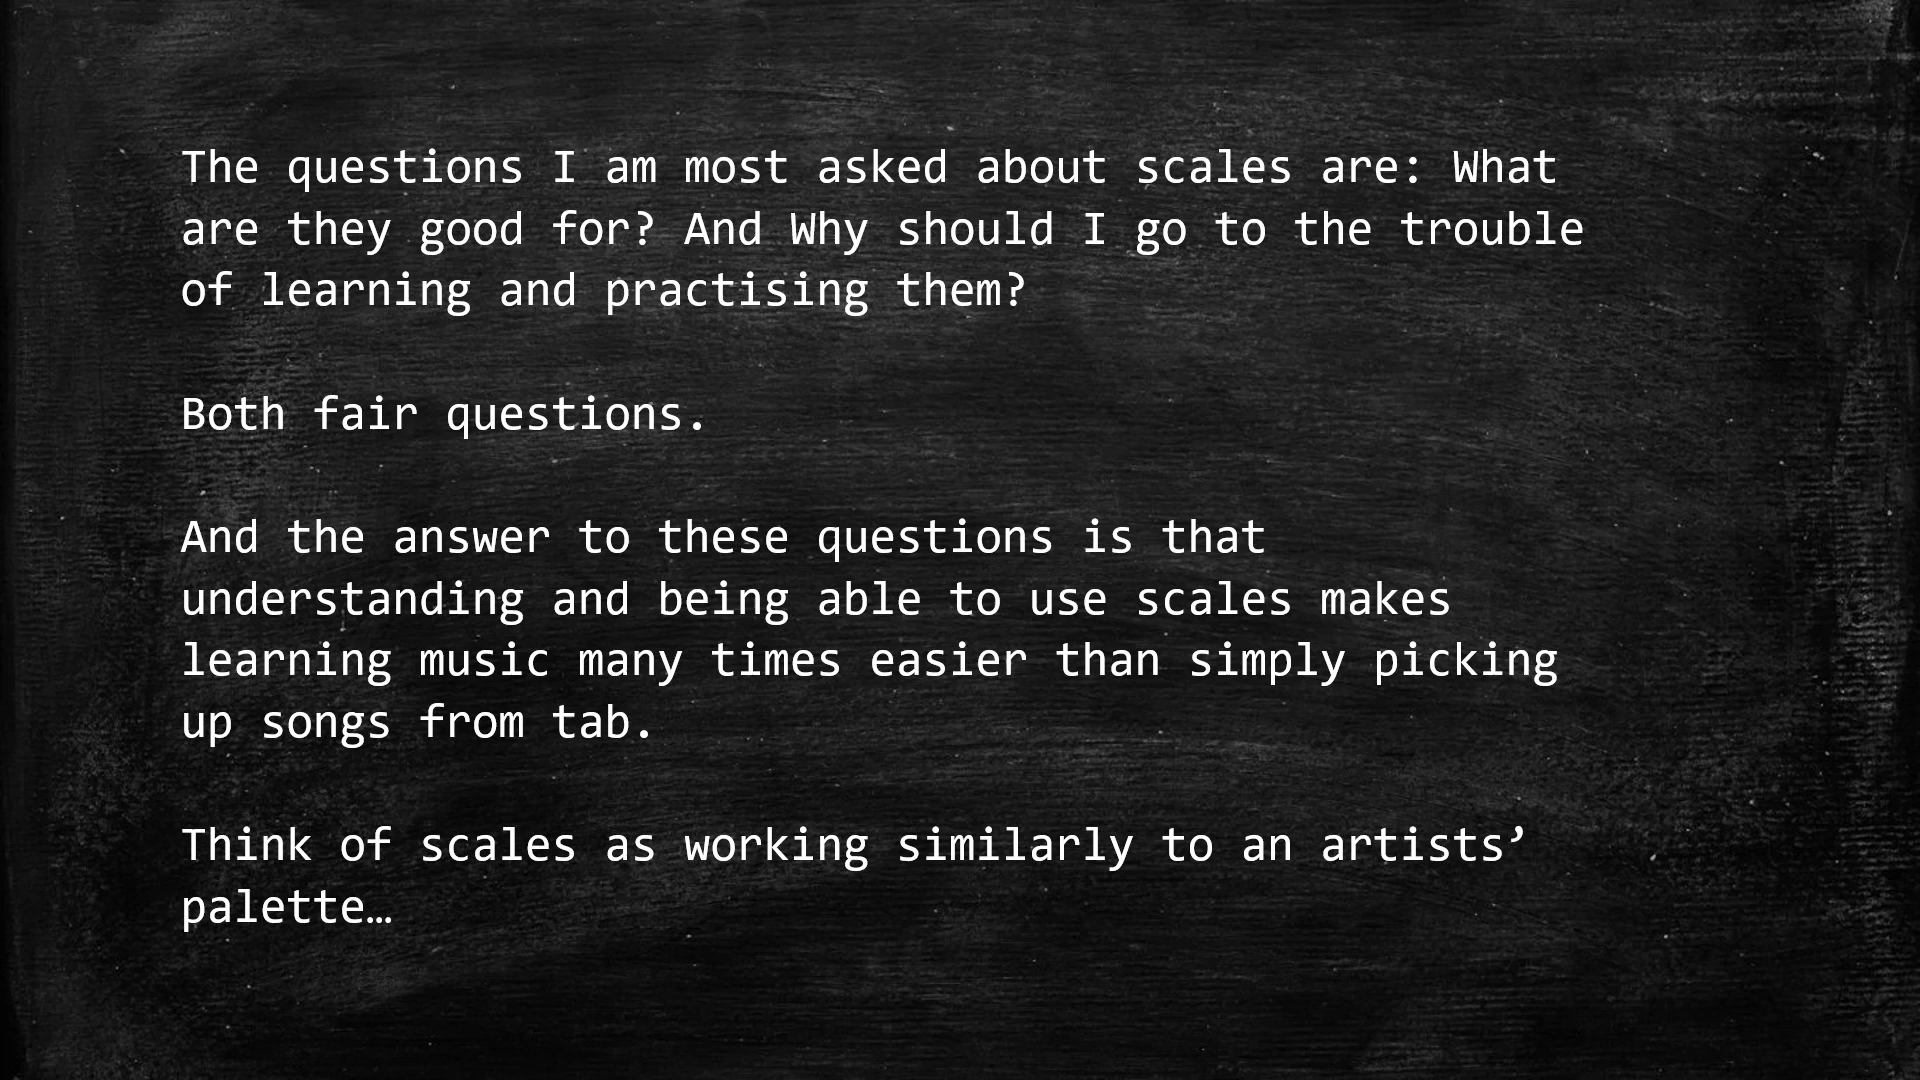 The questions I am most asked about scales are: What
are they good for? And Why should I go to the trouble
of learning and practising them?
Both fair questions.
And the answer to these questions is that
understanding and being able to use scales makes
learning music many times easier than simply picking
up songs from tab.
Think of scales as working similarly to an artists’
palette…